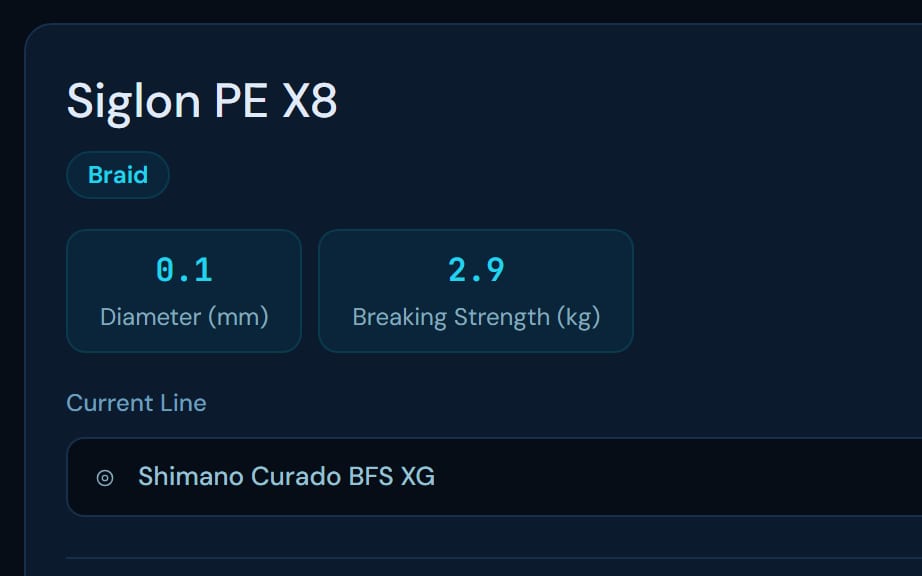 Siglon PE X8
Braid
0.1
Diameter (mm)
2.9
Breaking Strength (kg)
Current Line
Shimano Curado BFS XG